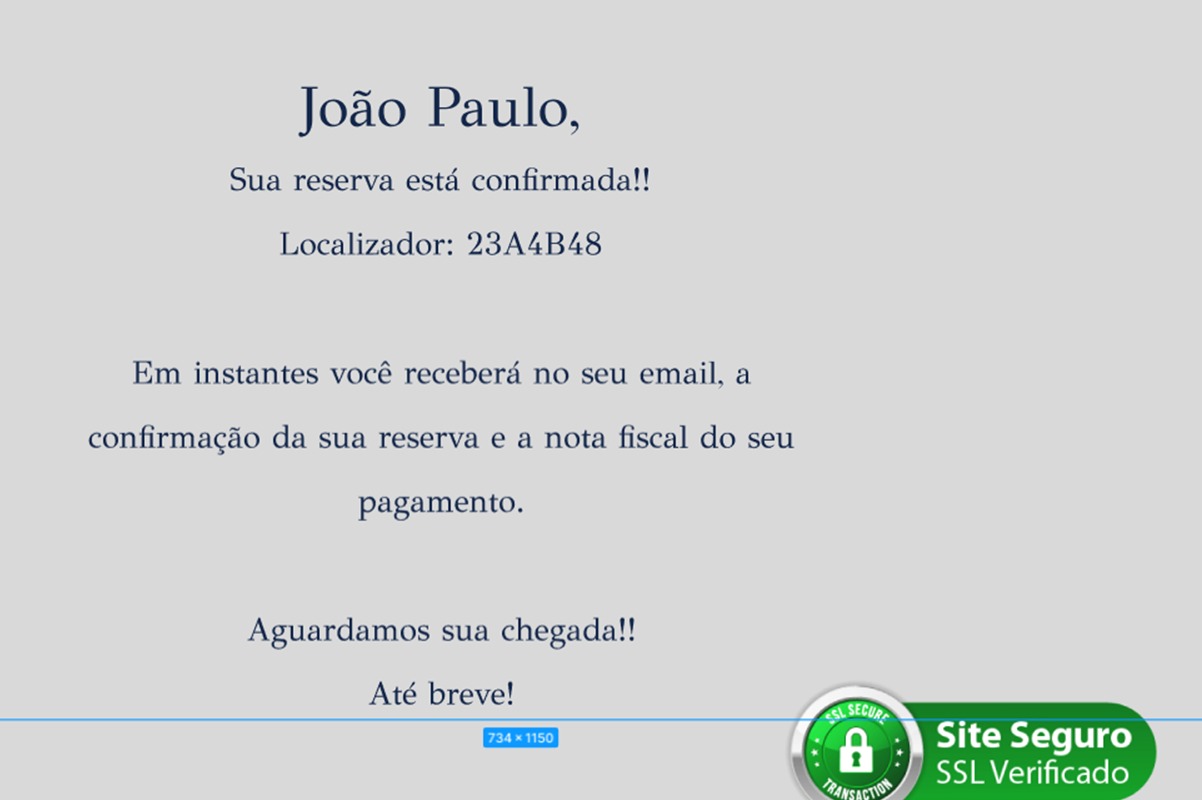 João Paulo,
Sua reserva está confirmada!!
Localizador: 23A4B48
Em instantes você receberá no seu email, a
confirmação da sua reserva e a nota fiscal do seu
pagamento.
Aguardamos sua chegada!!
Até breve!
734 × 1150
SSL SECURE
TRANSACTION
Site Seguro
SSL Verificado